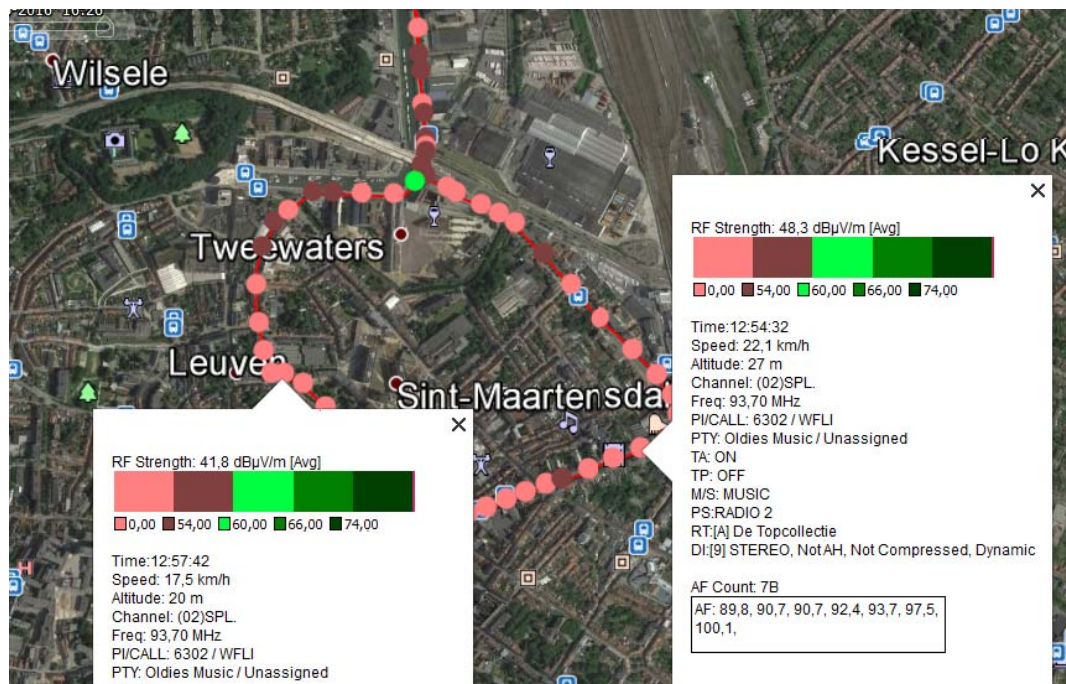 -2016 16:26
Wilsele
Kessel-Lo K
Tweewaters
Leuven
Sint-Maartensdal
RF Strength: 48,3 dBµV/m [Avg]
0,00 54,00 60,00 66,00 74,00
Time:12:54:32
Speed: 22,1 km/h
Altitude: 27 m
Channel: (02)SPL.
Freq: 93,70 MHz
PI/CALL: 6302 / WFLI
PTY: Oldies Music / Unassigned
TA: ON
TP: OFF
M/S: MUSIC
PS:RADIO 2
RT:[A] De Topcollectie
DI:[9] STEREO, Not AH, Not Compressed, Dynamic
AF Count: 7B
AF: 89,8, 90,7, 90,7, 92,4, 93,7, 97,5,
100,1,
RF Strength: 41,8 dBµV/m [Avg]
0,00 54,00 60,00 66,00 74,00
Time:12:57:42
Speed: 17,5 km/h
Altitude: 20 m
Channel: (02)SPL.
Freq: 93,70 MHz
PI/CALL: 6302 / WFLI
PTY: Oldies Music / Unassigned